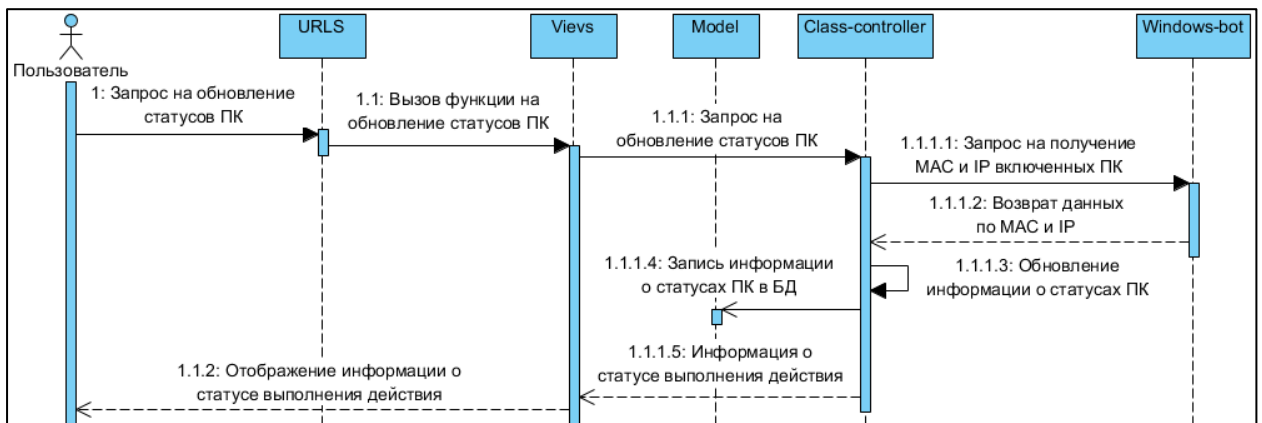 URLS
Vievs
Model
Class-controller
Windows-bot
Пользователь
1: Запрос на обновление
статусов ПК
1.1: Вызов функции на
обновление статусов ПК
1.1.1: Запрос на
обновление статусов ПК
1.1.1.1: Запрос на получение
МАС и IP включенных ПК
1.1.1.2: Возврат данных
по МАС и IP
1.1.1.3: Обновление
информации о статусах ПК
1.1.1.4: Запись информации
о статусах ПК в БД
1.1.1.5: Информация о
статусе выполнения действия
1.1.2: Отображение информации о
статусе выполнения действия